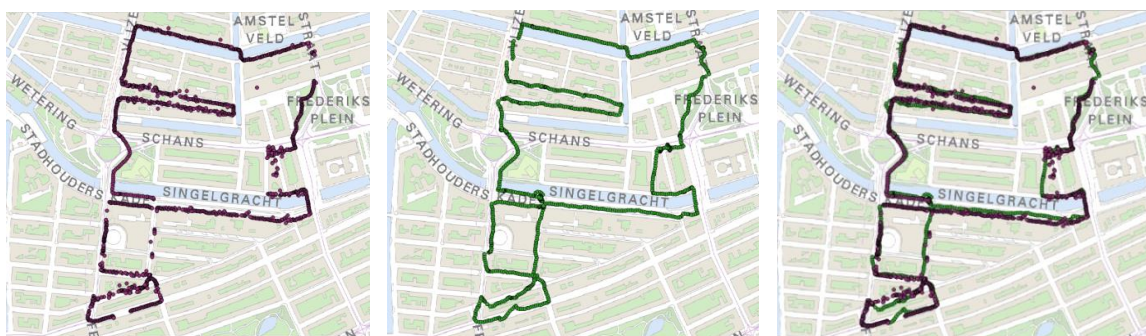 AMSTEL
VELD
FREDERIKS
PLEIN
WETERING
SCHANS
STADHOUDERS
SINGELGRACHT
AMSTEL
VELD
FREDERIKS
PLEIN
WETERING
SCHANS
STADHOUDERS
SINGELGRACHT
AMSTEL
VELD
FREDERIKS
PLEIN
WETERING
SCHANS
STADHOUDERS
SINGELGRACHT